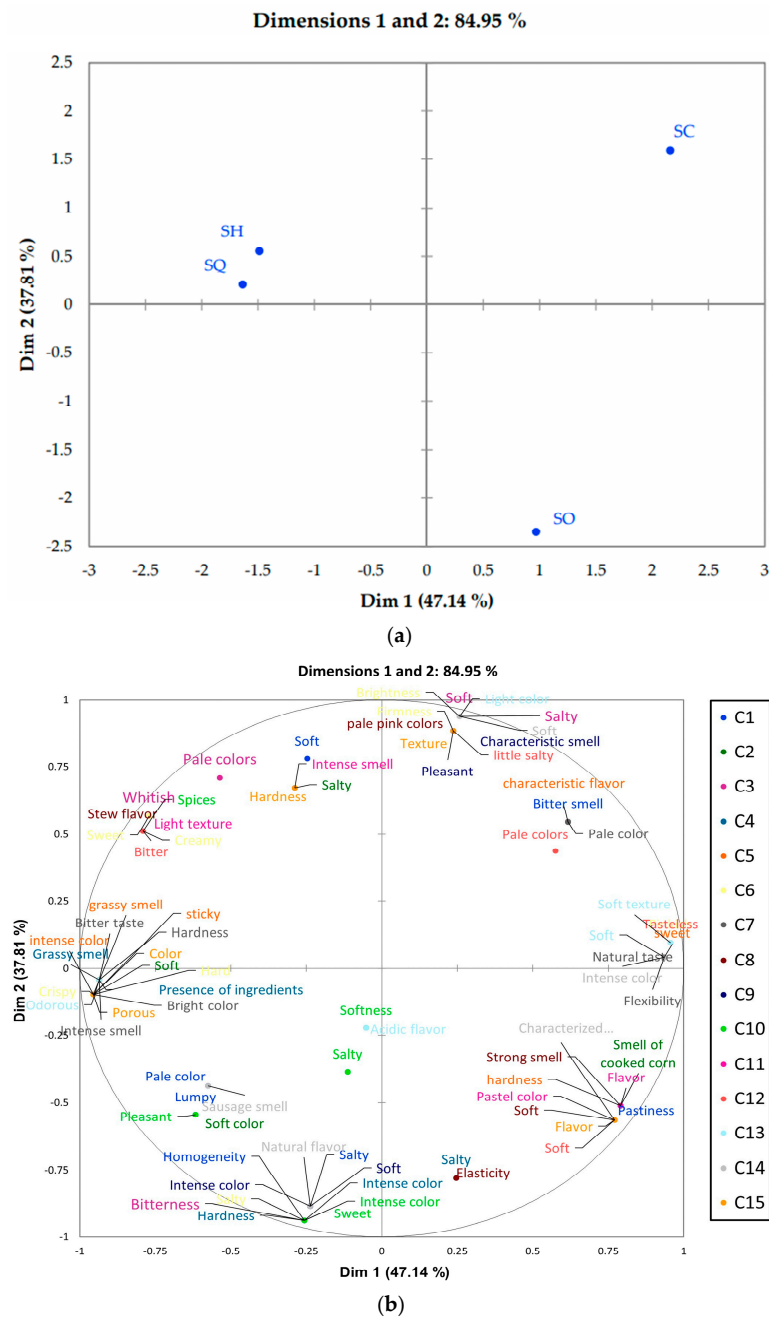 Dimensions 1 and 2: 84.95 %
2.5
2
1.5
1
0.5
0
-0.5
-1
-1.5
-2
-2.5
Dim 2 (37.81 %)
SC
SH
SQ
SO
-3 -2.5 -2 -1.5 -1 -0.5 0 0.5 1 1.5 2 2.5 3
Dim 1 (47.14 %)
(a)
Dimensions 1 and 2: 84.95 %
1
0.75
0.5
0.25
0
-0.25
-0.5
-0.75
-1
Dim 2 (37.81 %)
Brightness
Soft
Light color
Salty
Soft
pale pink colors
Texture
Characteristic smell
little salty
Pleasant
Soft
Intense smell
Pale colors
Hardness
Salty
characteristic flavor
Bitter smell
Pale color
Pale colors
Whitish
Spices
Stew flavor
Light texture
Sweet
Creamy
Bitter
grassy smell
sticky
Bitter taste
Hardness
intense color
Color
Grassy smell
Soft
Hard
Crispy
Presence of ingredients
Odorous
Bright color
Porous
Intense smell
Soft texture
Tasteless
sweet
Soft
Natural taste
Intense color
Flexibility
Softness
Acidic flavor
Salty
Characterized...
Smell of
cooked corn
Strong smell
hardness
Flavor
Pastel color
Soft
Pastiness
Flavor
Soft
Pale color
Lumpy
Sausage smell
Pleasant
Soft color
Natural flavor
Homogeneity
Salty
Soft
Intense color
Intense color
Intense color
Bitterness
Sweet
Hardness
Salty
Elasticity
-1 -0.75 -0.5 -0.25 0 0.25 0.5 0.75 1
Dim 1 (47.14 %)
C1
C2
C3
C4
C5
C6
C7
C8
C9
C10
C11
C12
C13
C14
C15
(b)